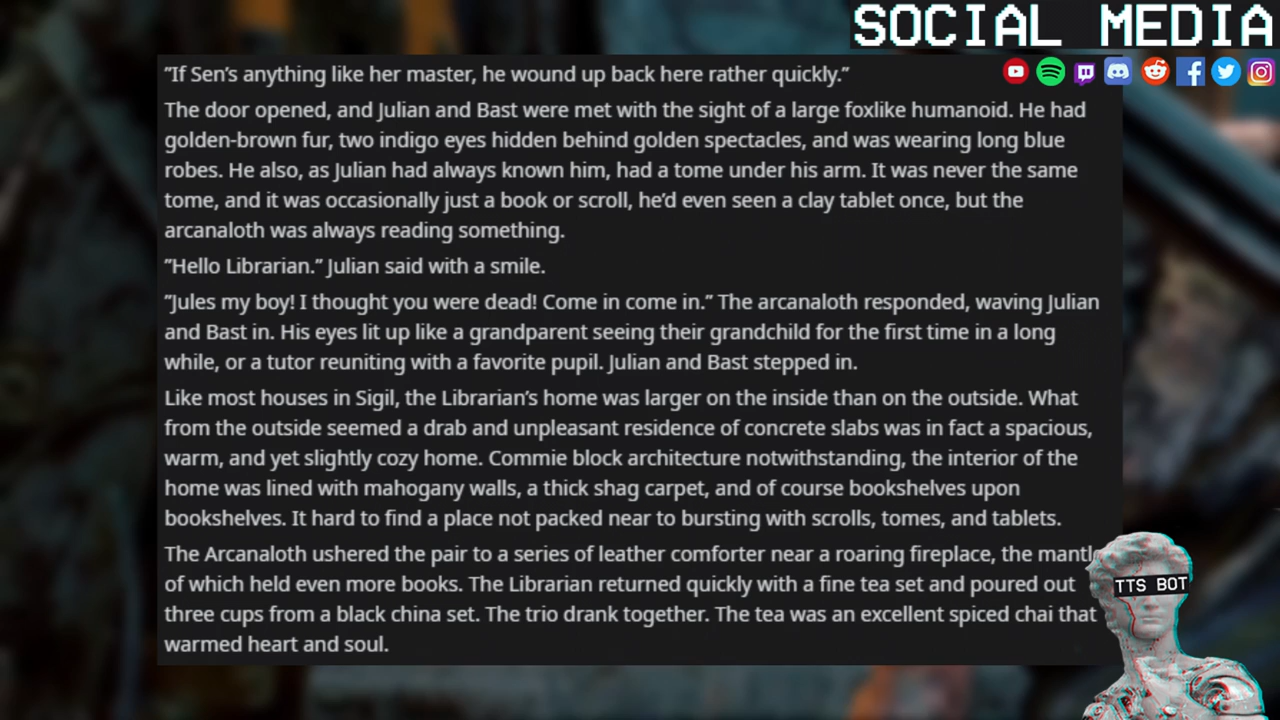 SOCIAL MEDIA
"If Sen's anything like her master, he wound up back here rather quickly."
The door opened, and Julian and Bast were met with the sight of a large foxlike humanoid. He had
golden-brown fur, two indigo eyes hidden behind golden spectacles, and was wearing long blue
robes. He also, as Julian had always known him, had a tome under his arm. It was never the same
tome, and it was occasionally just a book or scroll, he'd even seen a clay tablet once, but the
arcanaloth was always reading something.
"Hello Librarian." Julian said with a smile.
"Jules my boy! I thought you were dead! Come in come in." The arcanaloth responded, waving Julian
and Bast in. His eyes lit up like a grandparent seeing their grandchild for the first time in a long
while, or a tutor reuniting with a favorite pupil. Julian and Bast stepped in.
Like most houses in Sigil, the Librarian's home was larger on the inside than on the outside. What
from the outside seemed a drab and unpleasant residence of concrete slabs was in fact a spacious,
warm, and yet slightly cozy home. Commie block architecture notwithstanding, the interior of the
home was lined with mahogany walls, a thick shag carpet, and of course bookshelves upon
bookshelves. It hard to find a place not packed near to bursting with scrolls, tomes, and tablets.
The Arcanaloth ushered the pair to a series of leather comforter near a roaring fireplace, the mantle
of which held even more books. The Librarian returned quickly with a fine tea set and poured out
three cups from a black china set. The trio drank together. The tea was an excellent spiced chai that
warmed heart and soul.
TTS BOT